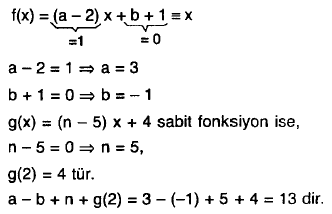 f(x) = (a – 2) x + b + 1 ≡ x
=1 =0
a – 2 = 1 ⇒ a = 3
b + 1 = 0 ⇒ b = – 1
g(x) = (n – 5) x + 4 sabit fonksiyon ise,
n – 5 = 0 ⇒ n = 5,
g(2) = 4 tür.
a – b + n + g(2) = 3 – (–1) + 5 + 4 = 13 dir.